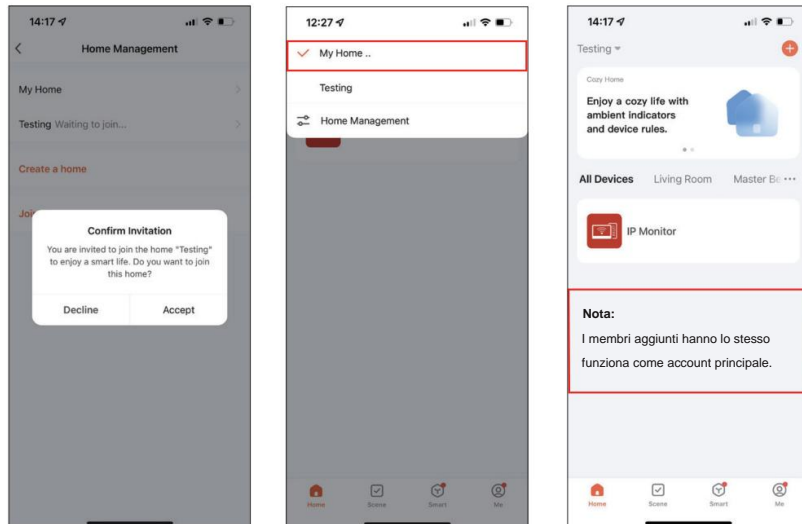 14:17
Home Management
My Home
Testing Waiting to join...
Create a home
Confirm Invitation
You are invited to join the home "Testing"
to enjoy a smart life. Do you want to join
this home?
Decline
Accept
12:27
My Home ..
Testing
Home Management
Home
Scene
Smart
Me
14:17
Testing
Cozy Home
Enjoy a cozy life with
ambient indicators
and device rules.
All Devices
Living Room
Master Be ...
IP Monitor
Nota:
I membri aggiunti hanno lo stesso
funziona come account principale.
Home
Scene
Smart
Me